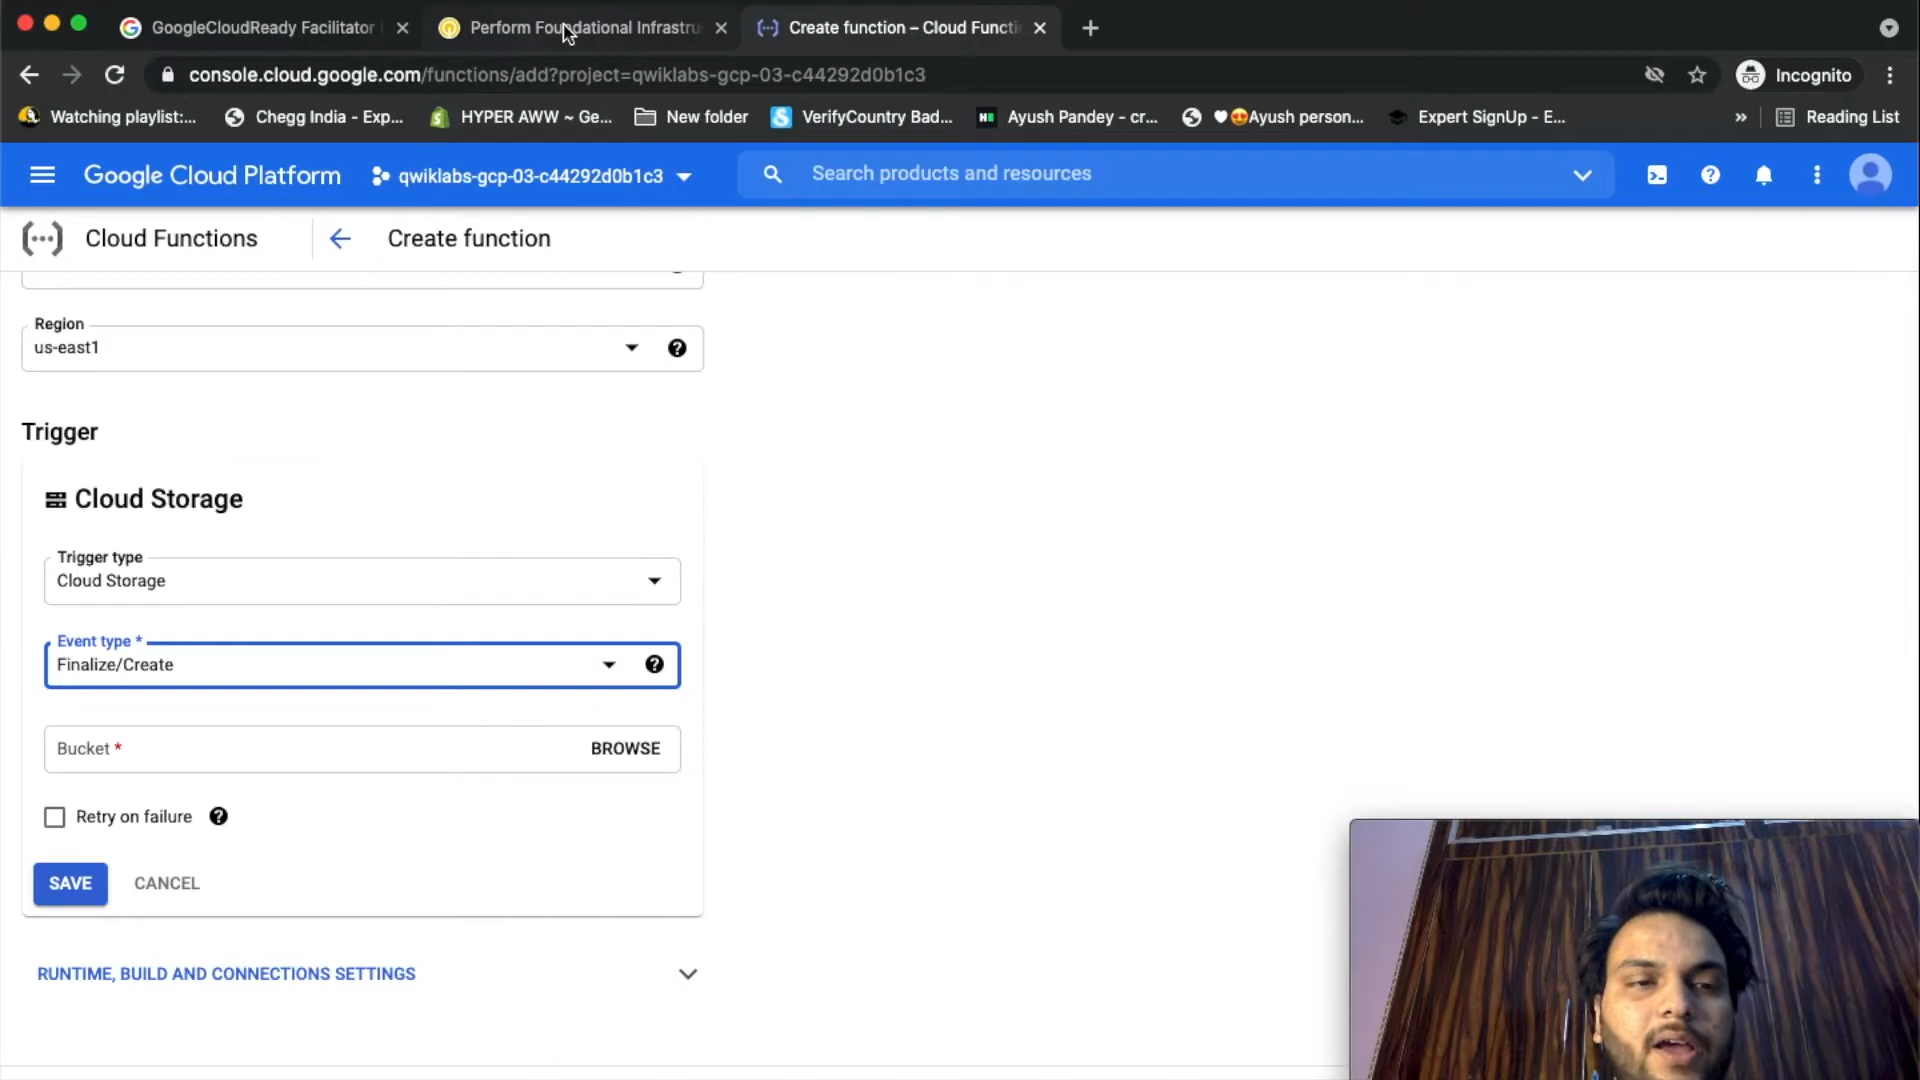 GoogleCloudReady Facilitator
Perform Foundational Infrastru
Create function – Cloud Functi
console.cloud.google.com/functions/add?project=qwiklabs-gcp-03-c44292d0b1c3
Incognito
Watching playlist:...
Chegg India - Exp...
HYPER AWW ~ Ge...
New folder
VerifyCountry Bad...
Ayush Pandey - cr...
♥😍Ayush person...
Expert SignUp - E...
»
Reading List
Google Cloud Platform
qwiklabs-gcp-03-c44292d0b1c3
Search products and resources
Cloud Functions
Create function
Region
us-east1
Trigger
Cloud Storage
Trigger type
Cloud Storage
Event type *
Finalize/Create
Bucket *
BROWSE
Retry on failure
SAVE
CANCEL
RUNTIME, BUILD AND CONNECTIONS SETTINGS